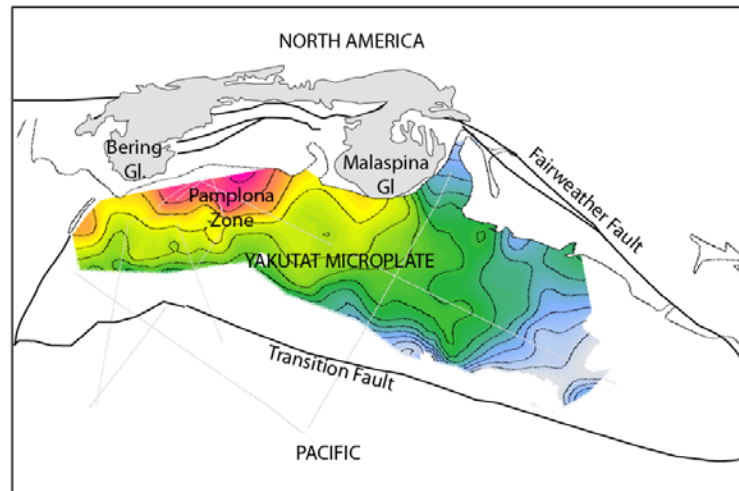 NORTH AMERICA
Bering
Gl.
Malaspina
Gl
Fairweather Fault
Pamplona
Zone
YAKUTAT MICROPLATE
Transition Fault
PACIFIC